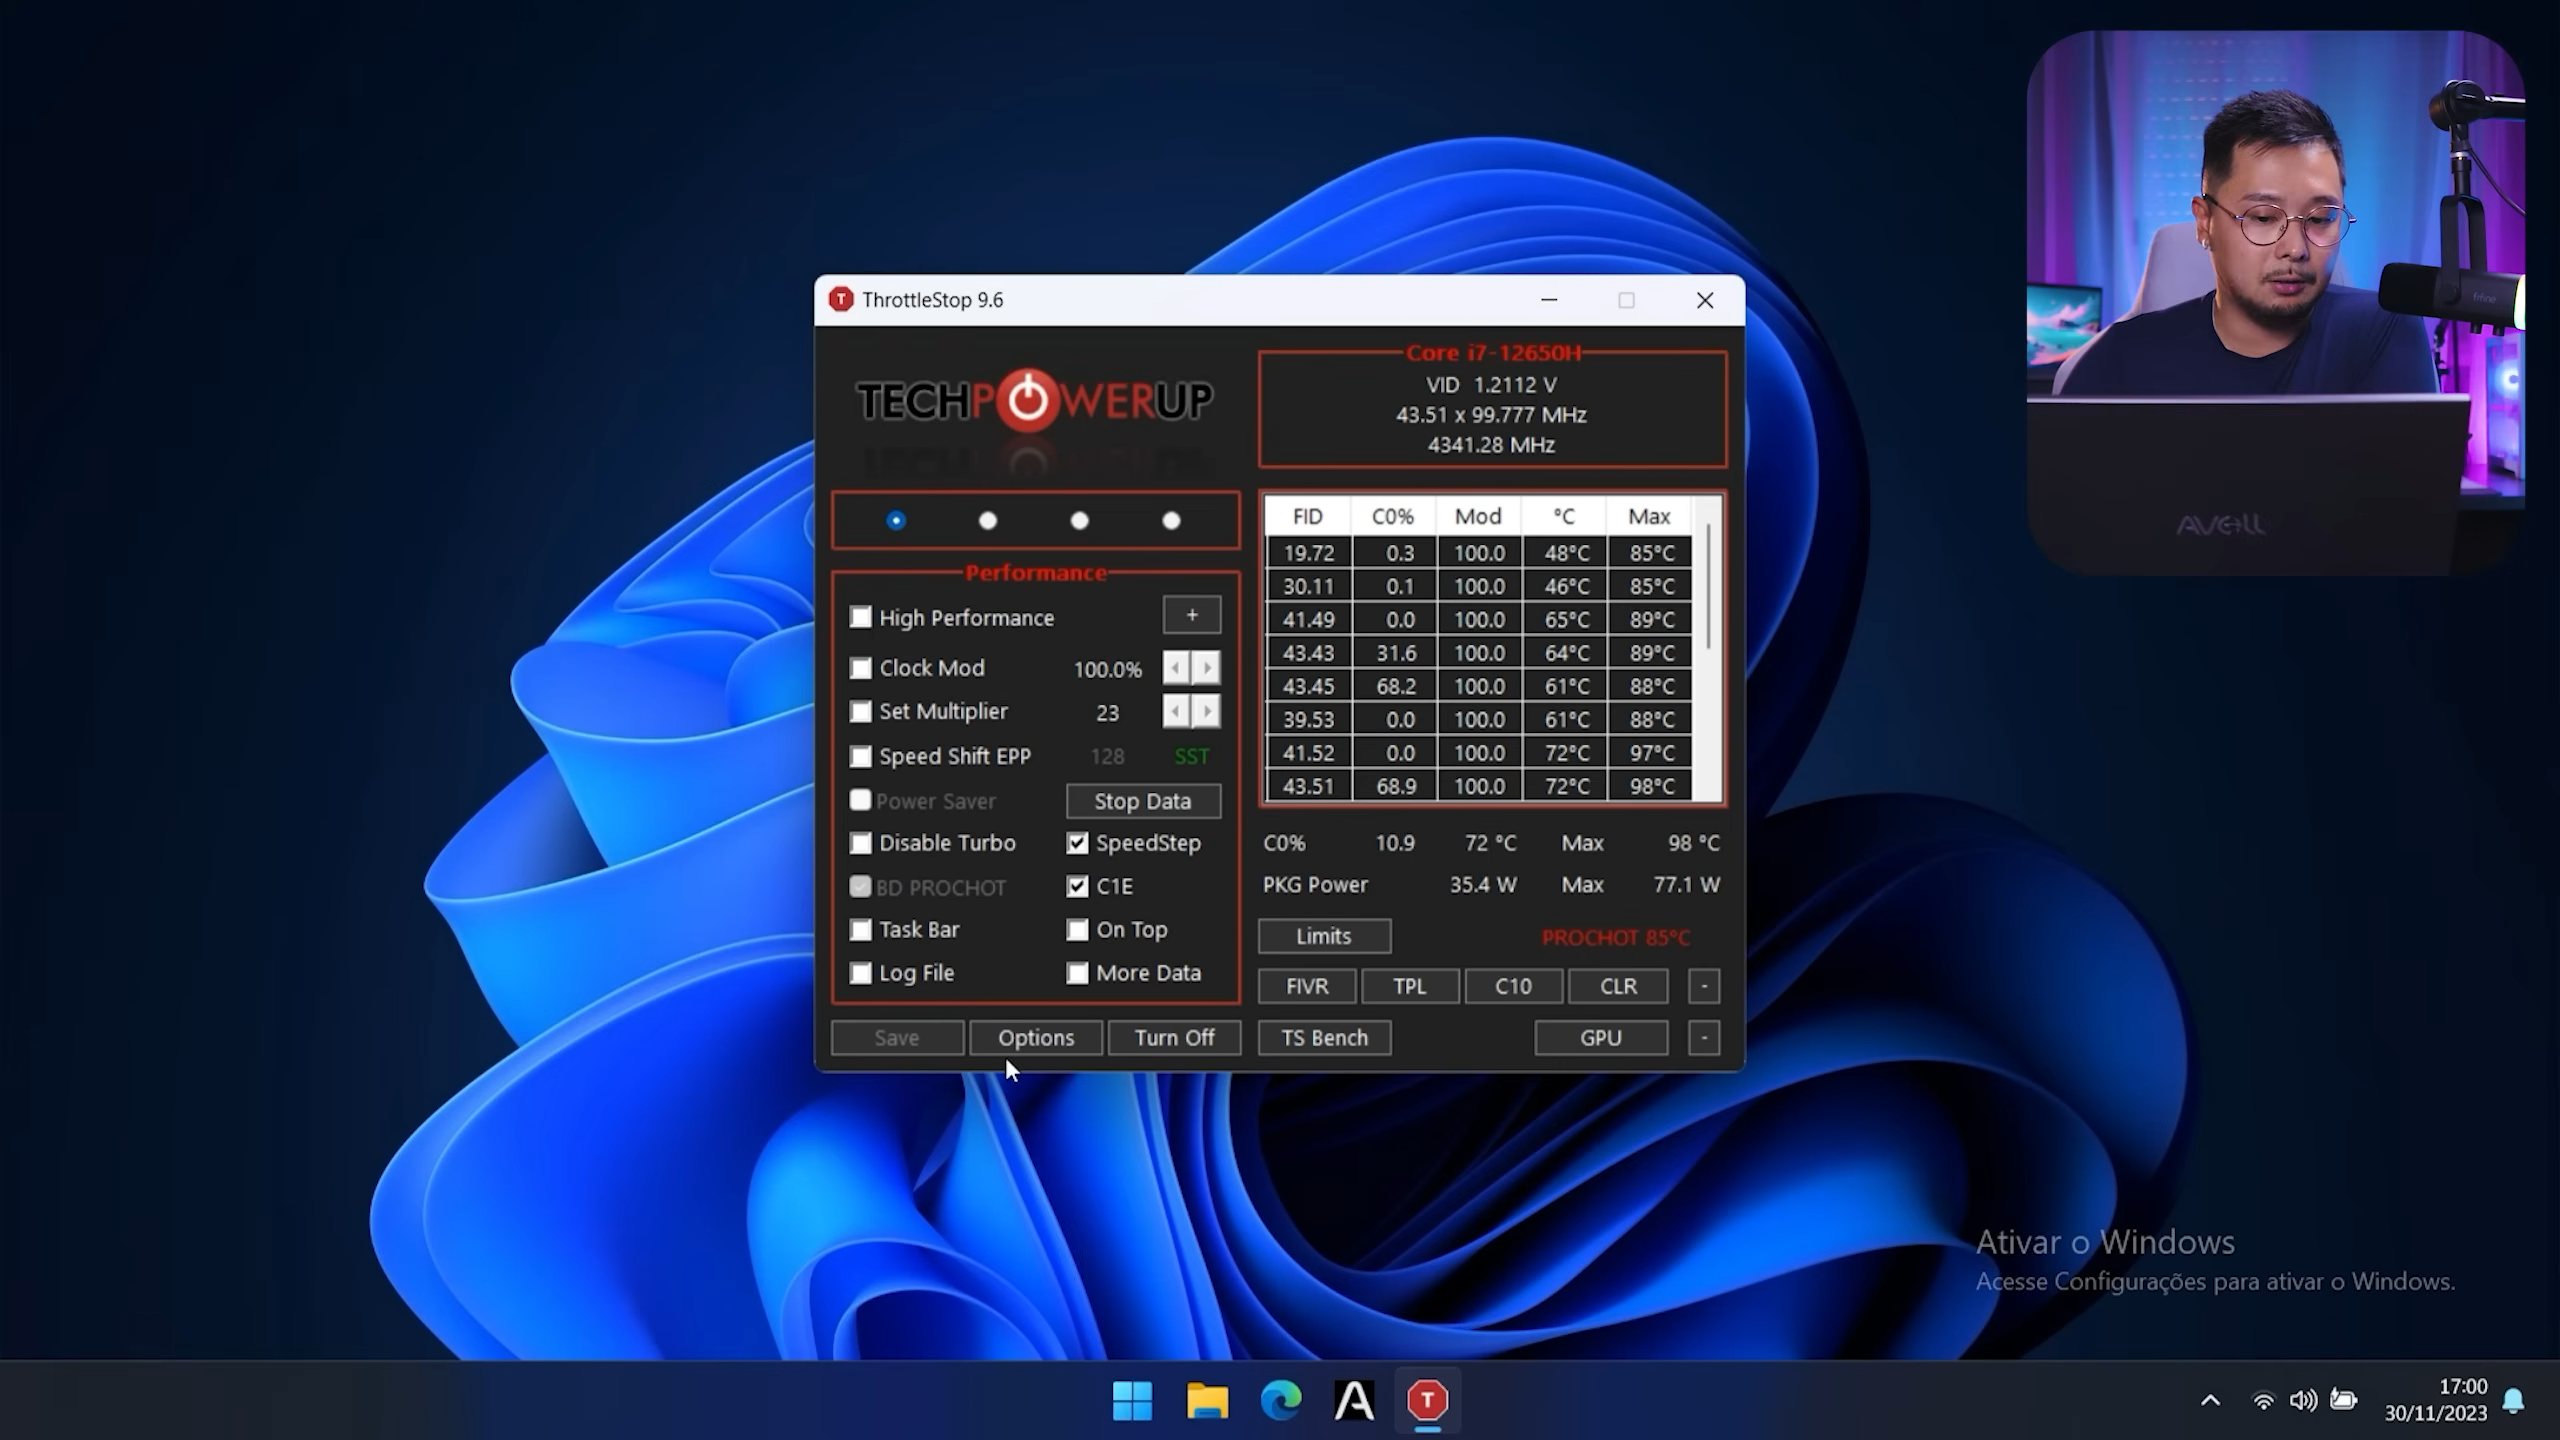 ThrottleStop 9.6
TECHPOWERUP
Core i7-12650H
VID 1.2112 V
43.51 x 99.777 MHz
4341.28 MHz
Performance
High Performance +
Clock Mod 100.0%
Set Multiplier 23
Speed Shift EPP 128 SST
Power Saver Stop Data
Disable Turbo SpeedStep
BD PROCHOT C1E
Task Bar On Top
Log File More Data
Save Options Turn Off
FID C0% Mod °C Max
19.72 0.3 100.0 48°C 85°C
30.11 0.1 100.0 46°C 85°C
41.49 0.0 100.0 65°C 89°C
43.43 31.6 100.0 64°C 89°C
43.45 68.2 100.0 61°C 88°C
39.53 0.0 100.0 61°C 88°C
41.52 0.0 100.0 72°C 97°C
43.51 68.9 100.0 72°C 98°C
C0% 10.9 72 °C Max 98 °C
PKG Power 35.4 W Max 77.1 W
Limits PROCHOT 85°C
FIVR TPL C10 CLR -
TS Bench GPU -
fifine
AVELL
Ativar o Windows
Acesse Configurações para ativar o Windows.
17:00
30/11/2023